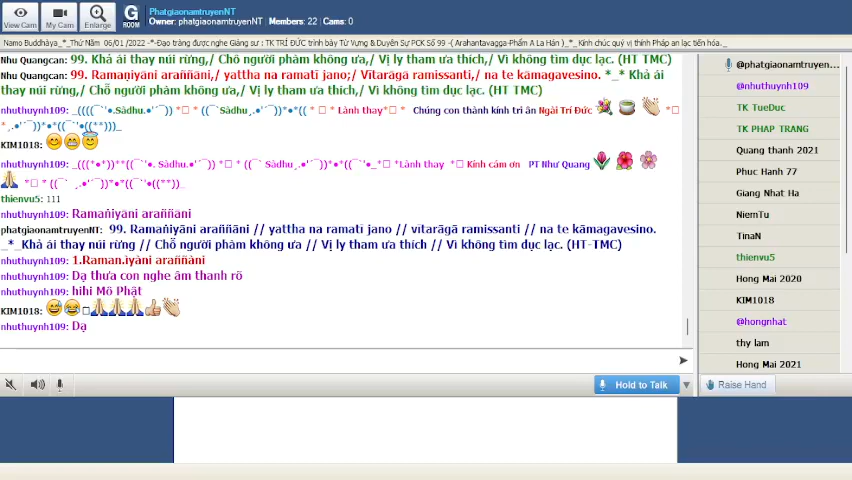 View Cam
My Cam
Enlarge
G
ROOM
PhatgiaonamtruyenNT
Owner: phatgiaonamtruyenNT Members: 22 Cams: 0
Namo Buddhàya_*_Thứ Năm 06/01/2022 -*-Đạo tràng được nghe Giảng sư : TK TRÍ ĐỨC trình bày Từ Vựng & Duyên Sự PCK Số 99 -( Arahantavagga-Phẩm A La Hán )_*_ Kính chúc quý vị thính Pháp an lạc tiến hóa._
Nhu Quangcan: 99. Khả ái thay núi rừng,/ Chỗ người phàm không ưa,/ Vị ly tham ưa thích,/ Vì không tìm dục lạc. (HT TMC)
Nhu Quangcan: 99. Ramaṇiyāni araññāni,/ yattha na ramatī jano;/ Vītarāgā ramissanti,/ na te kāmagavesino. *_* Khả ái
thay núi rừng,/ Chỗ người phàm không ưa,/ Vị ly tham ưa thích,/ Vì không tìm dục lạc. (HT TMC)
nhuthuynh109: Lành thay Chúng con thành kính tri ân Ngài Trí Đức
KIM1018:
nhuthuynh109: Lành thay Kính cám ơn PT Như Quang
thienvu5: 111
nhuthuynh109: Ramaṅiyāni araññāni
phatgiaonamtruyenNT: 99. Ramaṅiyāni araññāni // yattha na ramatī jano // vītarāgā ramissanti // na te kāmagavesino.
_*_Khả ái thay núi rừng // Chỗ người phàm không ưa // Vị ly tham ưa thích // Vì không tìm dục lạc. (HT-TMC)
nhuthuynh109: 1.Raman.iyàni araññàni
nhuthuynh109: Dạ thưa con nghe âm thanh rõ
nhuthuynh109: hihi Mô Phật
KIM1018:
nhuthuynh109: Dạ
Hold to Talk
Raise Hand
@phatgiaonamtruyen...
@nhuthuynh109
TK TueDuc
TK PHAP TRANG
Quang thanh 2021
Phuc Hanh 77
Giang Nhat Ha
NiemTu
TinaN
thienvu5
Hong Mai 2020
KIM1018
@hongnhat
thy lam
Hong Mai 2021